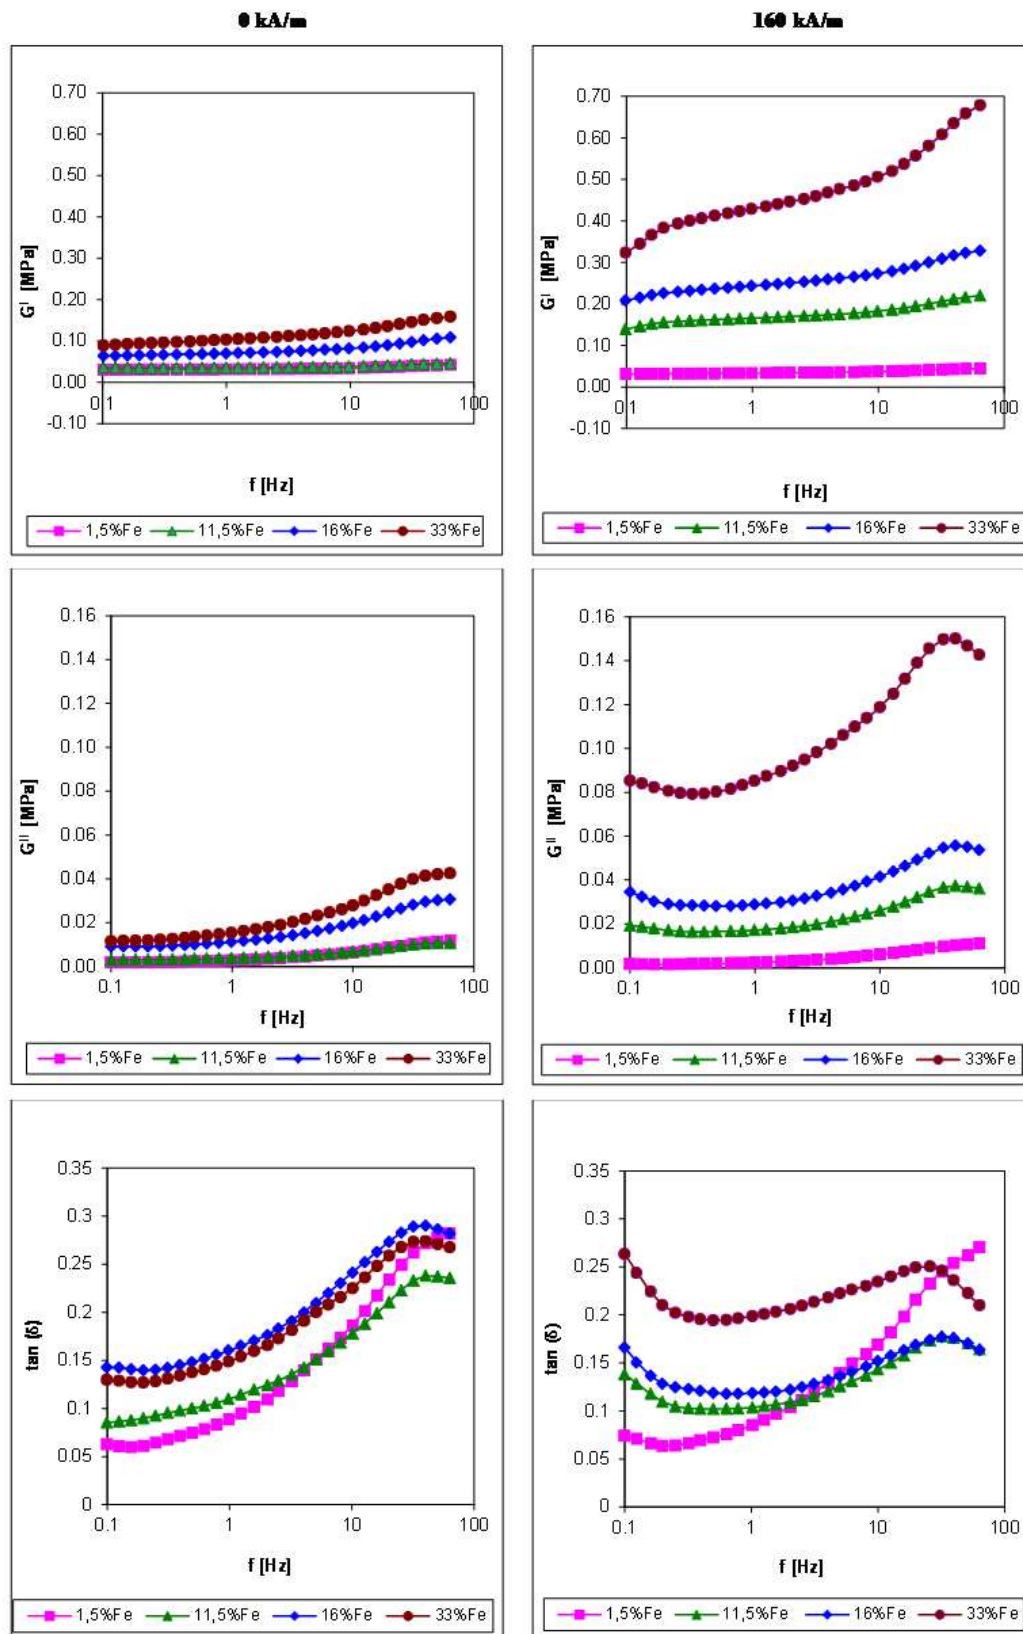 0 kA/m
160 kA/m
0.70
0.60
0.50
0.40
0.30
0.20
0.10
0.00
-0.10
G^I [MPa]
0.1 1 10 100
f [Hz]
1,5%Fe 11,5%Fe 16%Fe 33%Fe
0.70
0.60
0.50
0.40
0.30
0.20
0.10
0.00
-0.10
G^I [MPa]
0.1 1 10 100
f [Hz]
1,5%Fe 11,5%Fe 16%Fe 33%Fe
0.16
0.14
0.12
0.10
0.08
0.06
0.04
0.02
0.00
G^II [MPa]
0.1 1 10 100
f [Hz]
1,5%Fe 11,5%Fe 16%Fe 33%Fe
0.16
0.14
0.12
0.10
0.08
0.06
0.04
0.02
0.00
G^II [MPa]
0.1 1 10 100
f [Hz]
1,5%Fe 11,5%Fe 16%Fe 33%Fe
0.35
0.3
0.25
0.2
0.15
0.1
0.05
0
tan (δ)
0.1 1 10 100
f [Hz]
1,5%Fe 11,5%Fe 16%Fe 33%Fe
0.35
0.3
0.25
0.2
0.15
0.1
0.05
0
tan (δ)
0.1 1 10 100
f [Hz]
1,5%Fe 11,5%Fe 16%Fe 33%Fe